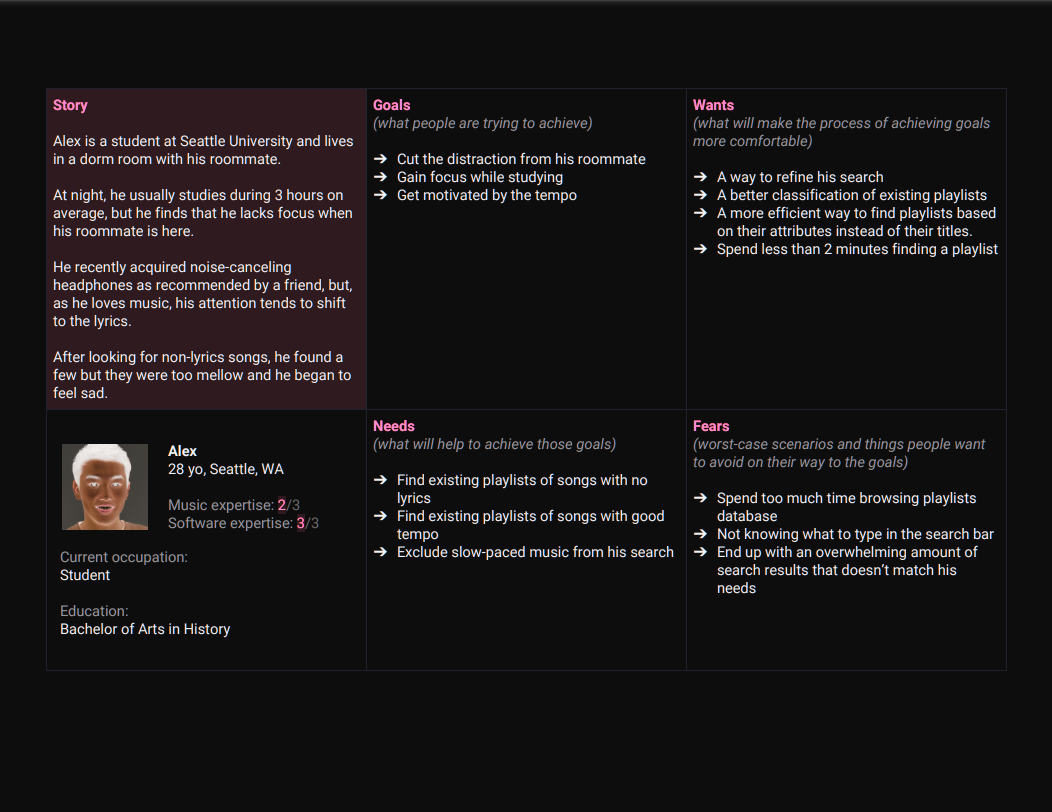 Story
Alex is a student at Seattle University and lives
in a dorm room with his roommate.
At night, he usually studies during 3 hours on
average, but he finds that he lacks focus when
his roommate is here.
He recently acquired noise-canceling
headphones as recommended by a friend, but,
as he loves music, his attention tends to shift
to the lyrics.
After looking for non-lyrics songs, he found a
few but they were too mellow and he began to
feel sad.
Goals
(what people are trying to achieve)
➔ Cut the distraction from his roommate
➔ Gain focus while studying
➔ Get motivated by the tempo
Wants
(what will make the process of achieving goals
more comfortable)
➔ A way to refine his search
➔ A better classification of existing playlists
➔ A more efficient way to find playlists based
on their attributes instead of their titles.
➔ Spend less than 2 minutes finding a playlist
Alex
28 yo, Seattle, WA
Music expertise: 2/3
Software expertise: 3/3
Current occupation:
Student
Education:
Bachelor of Arts in History
Needs
(what will help to achieve those goals)
➔ Find existing playlists of songs with no
lyrics
➔ Find existing playlists of songs with good
tempo
➔ Exclude slow-paced music from his search
Fears
(worst-case scenarios and things people want
to avoid on their way to the goals)
➔ Spend too much time browsing playlists
database
➔ Not knowing what to type in the search bar
➔ End up with an overwhelming amount of
search results that doesn't match his
needs